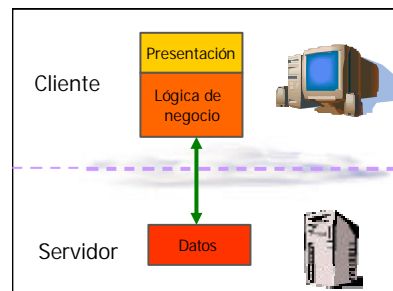 Presentación
Cliente
Lógica de
negocio
Servidor
Datos